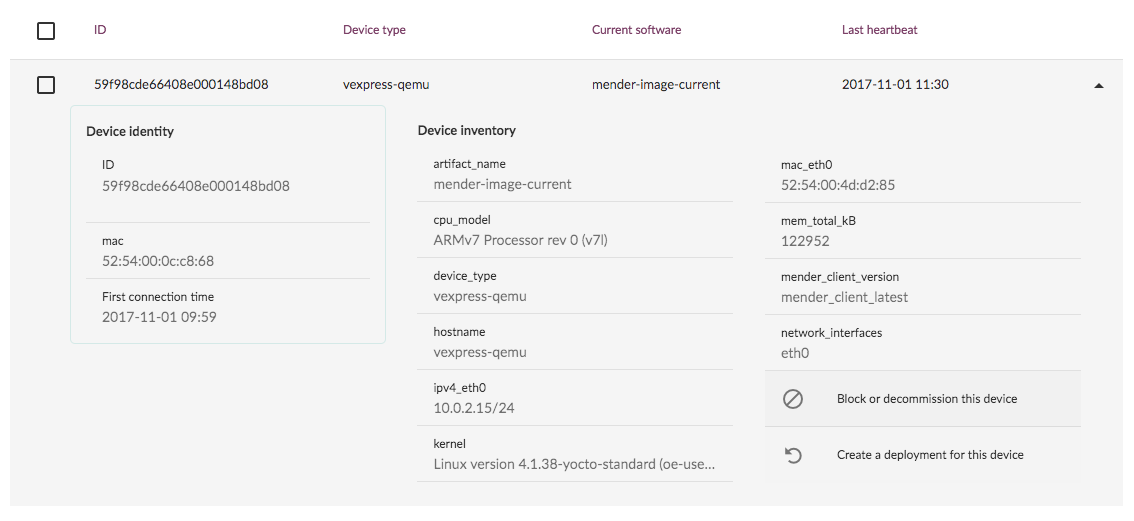 ID Device type Current software Last heartbeat
59f98cde66408e000148bd08 vexpress-qemu mender-image-current 2017-11-01 11:30
Device identity
ID
59f98cde66408e000148bd08
mac
52:54:00:0c:c8:68
First connection time
2017-11-01 09:59
Device inventory
artifact_name
mender-image-current
cpu_model
ARMv7 Processor rev 0 (v7l)
device_type
vexpress-qemu
hostname
vexpress-qemu
ipv4_eth0
10.0.2.15/24
kernel
Linux version 4.1.38-yocto-standard (oe-use...
mac_eth0
52:54:00:4d:d2:85
mem_total_kB
122952
mender_client_version
mender_client_latest
network_interfaces
eth0
Block or decommission this device
Create a deployment for this device